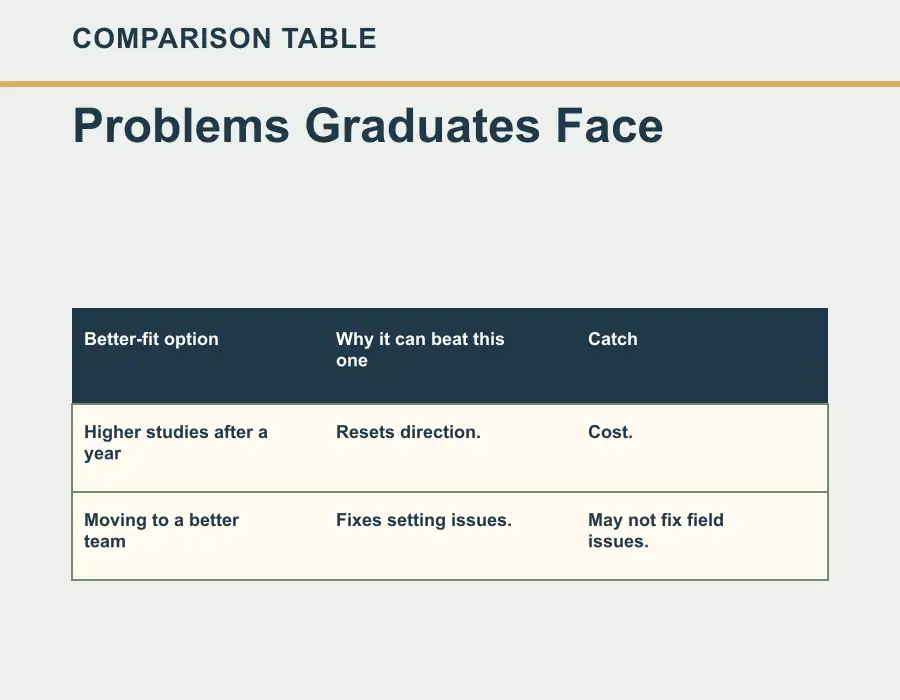 COMPARISON TABLE
Problems Graduates Face
Better-fit option
Why it can beat this
one
Catch
Higher studies after a
year
Resets direction.
Cost.
Moving to a better
team
Fixes setting issues.
May not fix field
issues.